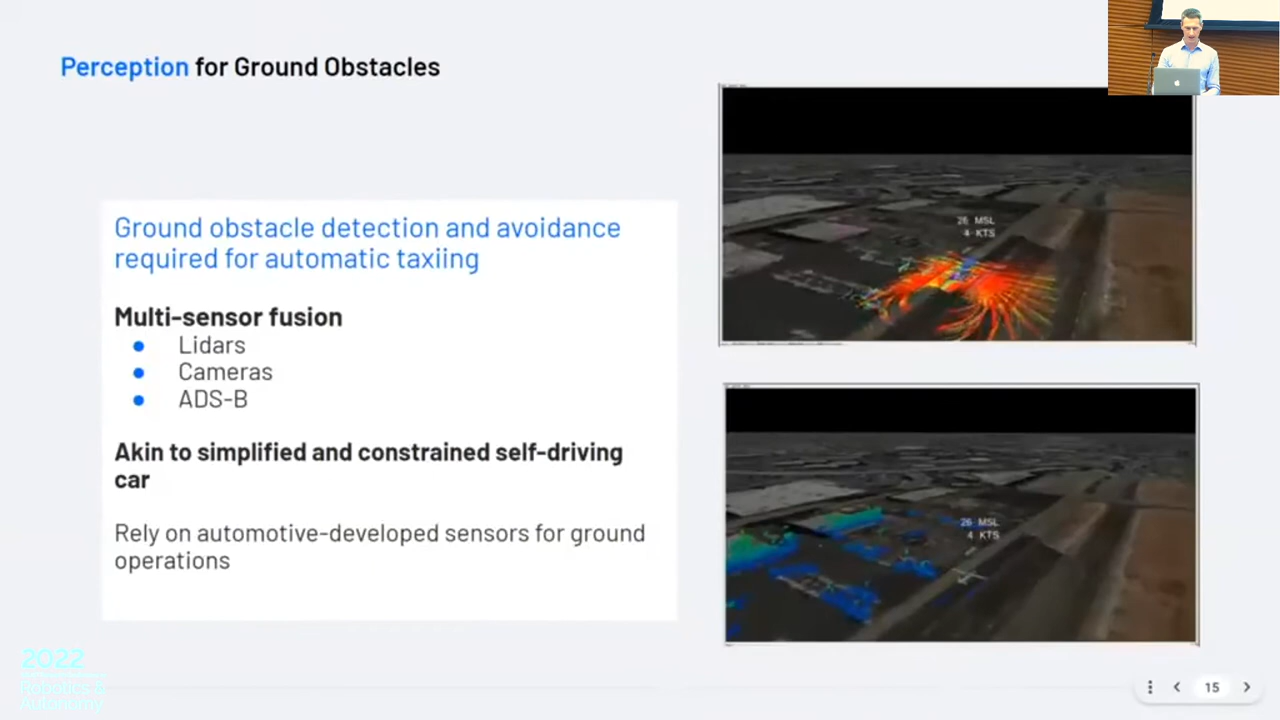 Perception for Ground Obstacles
Ground obstacle detection and avoidance
required for automatic taxiing
Multi-sensor fusion
● Lidars
● Cameras
● ADS-B
Akin to simplified and constrained self-driving
car
Rely on automotive-developed sensors for ground
operations
26 MSL
4 KTS
26 MSL
4 KTS
2022
Robotics &
Autonomy
15